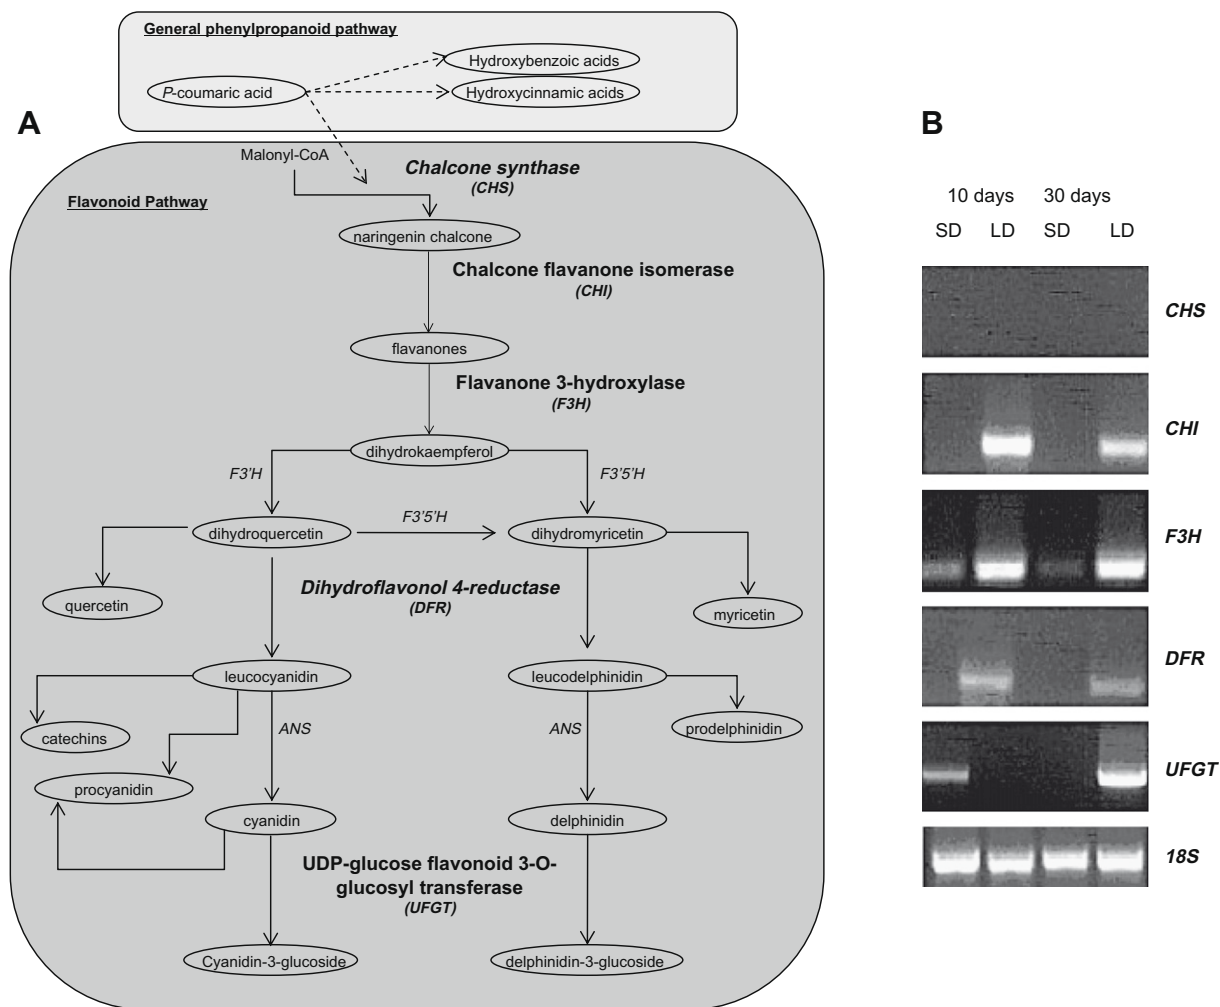 General phenylpropanoid pathway
Hydroxybenzoic acids
P-coumaric acid
Hydroxycinnamic acids
A
Malonyl-CoA
Chalcone synthase
(CHS)
Flavonoid Pathway
naringenin chalcone
Chalcone flavanone isomerase
(CHI)
flavanones
Flavanone 3-hydroxylase
(F3H)
dihydrokaempferol
F3'H
F3'5'H
dihydroquercetin
F3'5'H
dihydromyricetin
quercetin
Dihydroflavonol 4-reductase
(DFR)
myricetin
leucocyanidin
leucodelphinidin
catechins
ANS
ANS
prodelphinidin
procyanidin
cyanidin
delphinidin
UDP-glucose flavonoid 3-O-
glucosyl transferase
(UFGT)
Cyanidin-3-glucoside
delphinidin-3-glucoside
B
10 days 30 days
SD LD SD LD
CHS
CHI
F3H
DFR
UFGT
18S